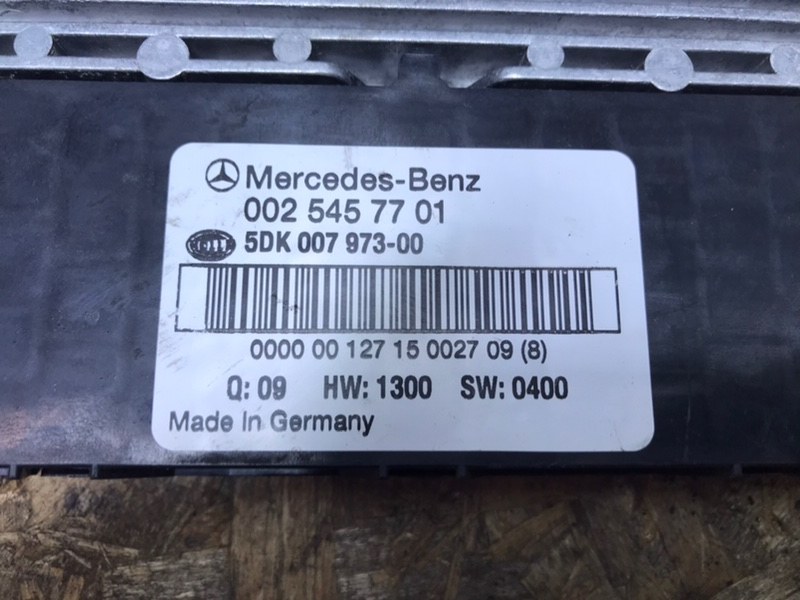 Mercedes-Benz
002 545 77 01
HELLA 5DK 007 973-00
0000 00 127 15 0027 09 (8)
Q: 09 HW: 1300 SW: 0400
Made in Germany